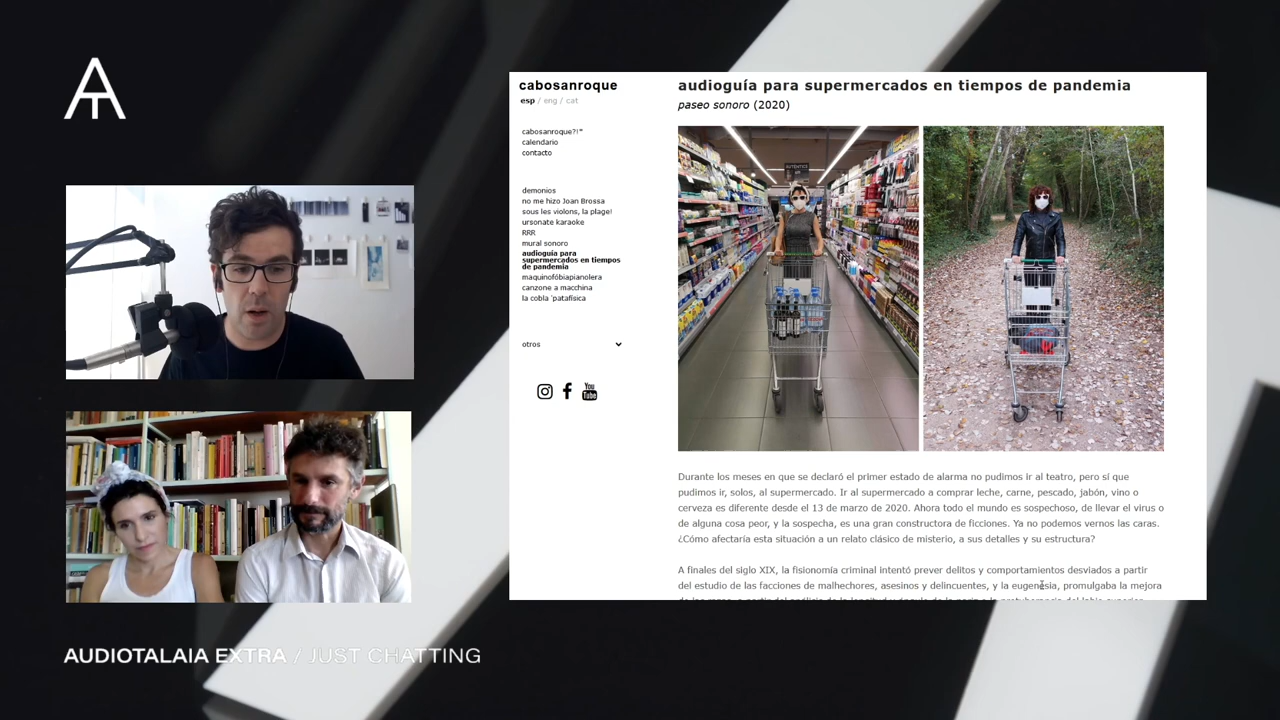 AT
AUDIOTALAIA EXTRA / JUST CHATTING
cabosanroque
esp / eng / cat
cabosanroque?!*
calendario
contacto
demonios
no me hizo Joan Brossa
sous les violons, la plage!
ursonate karaoke
RRR
mural sonoro
audioguía para
supermercados en tiempos
de pandemia
maquinofòbiapianolera
canzone a macchina
la cobla 'patafísica
otros
You
Tube
audioguía para supermercados en tiempos de pandemia
paseo sonoro (2020)
Durante los meses en que se declaró el primer estado de alarma no pudimos ir al teatro, pero sí que
pudimos ir, solos, al supermercado. Ir al supermercado a comprar leche, carne, pescado, jabón, vino o
cerveza es diferente desde el 13 de marzo de 2020. Ahora todo el mundo es sospechoso, de llevar el virus o
de alguna cosa peor, y la sospecha, es una gran constructora de ficciones. Ya no podemos vernos las caras.
¿Cómo afectaría esta situación a un relato clásico de misterio, a sus detalles y su estructura?
A finales del siglo XIX, la fisionomía criminal intentó prever delitos y comportamientos desviados a partir
del estudio de las facciones de malhechores, asesinos y delincuentes, y la eugenesia, promulgaba la mejora